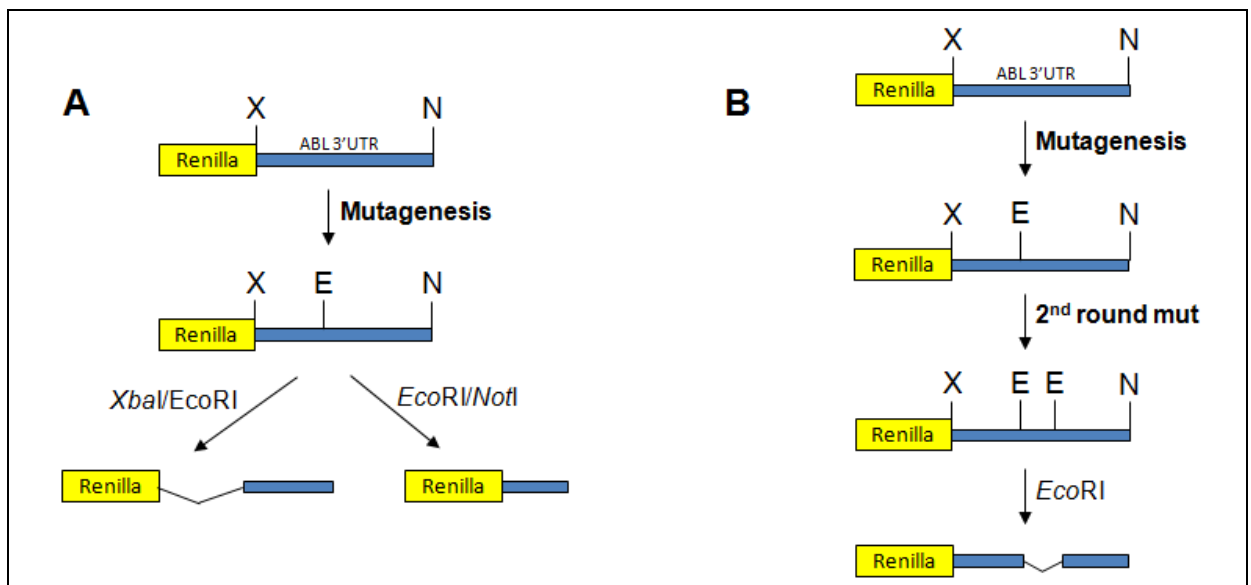 A
X N
ABL 3'UTR
Renilla
Mutagenesis
X E N
Renilla
XbaI/EcoRI
EcoRI/NotI
Renilla
Renilla
B
X N
ABL 3'UTR
Renilla
Mutagenesis
X E N
Renilla
2nd round mut
X E E N
Renilla
EcoRI
Renilla